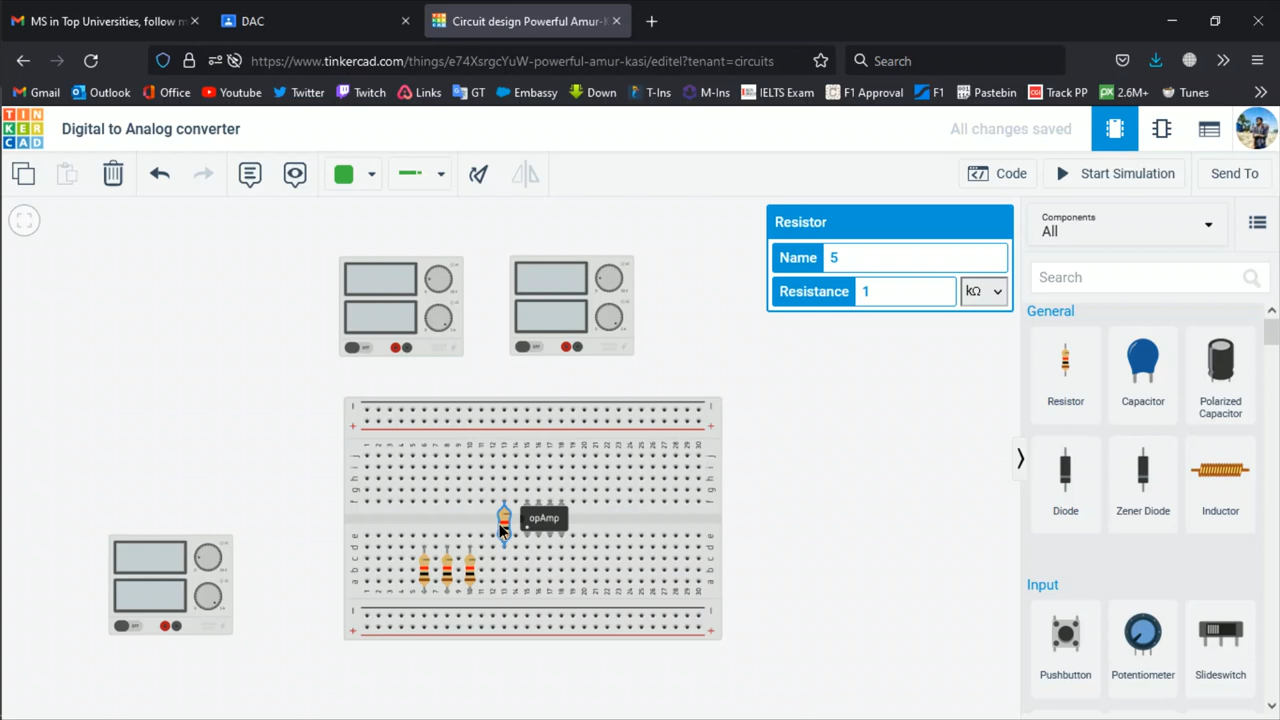 MS in Top Universities, follow m
DAC
Circuit design Powerful Amur-K
https://www.tinkercad.com/things/e74XsrgcYuW-powerful-amur-kasi/editel?tenant=circuits
Search
Gmail
Outlook
Office
Youtube
Twitter
Twitch
Links
GT
Embassy
Down
T-Ins
M-Ins
IELTS Exam
F1 Approval
F1
Pastebin
Track PP
2.6M+
Tunes
TIN
KER
CAD
Digital to Analog converter
All changes saved
Code
Start Simulation
Send To
Resistor
Name 5
Resistance 1 kΩ
Components
All
Search
General
Resistor
Capacitor
Polarized
Capacitor
Diode
Zener Diode
Inductor
Input
Pushbutton
Potentiometer
Slideswitch
opAmp